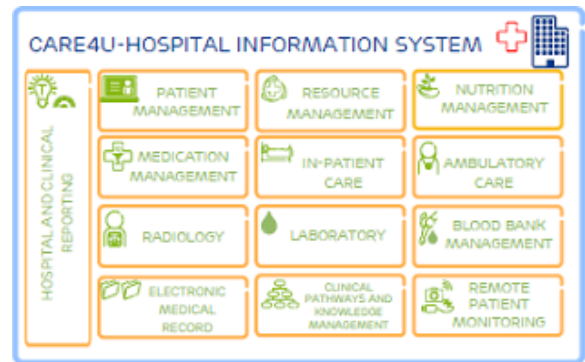 CARE4U-HOSPITAL INFORMATION SYSTEM
HOSPITAL AND CLINICAL
REPORTING
PATIENT
MANAGEMENT
RESOURCE
MANAGEMENT
NUTRITION
MANAGEMENT
MEDICATION
MANAGEMENT
IN-PATIENT
CARE
AMBULATORY
CARE
RADIOLOGY
LABORATORY
BLOOD BANK
MANAGEMENT
ELECTRONIC
MEDICAL
RECORD
CLINICAL
PATHWAYS AND
KNOWLEDGE
MANAGEMENT
REMOTE
PATIENT
MONITORING